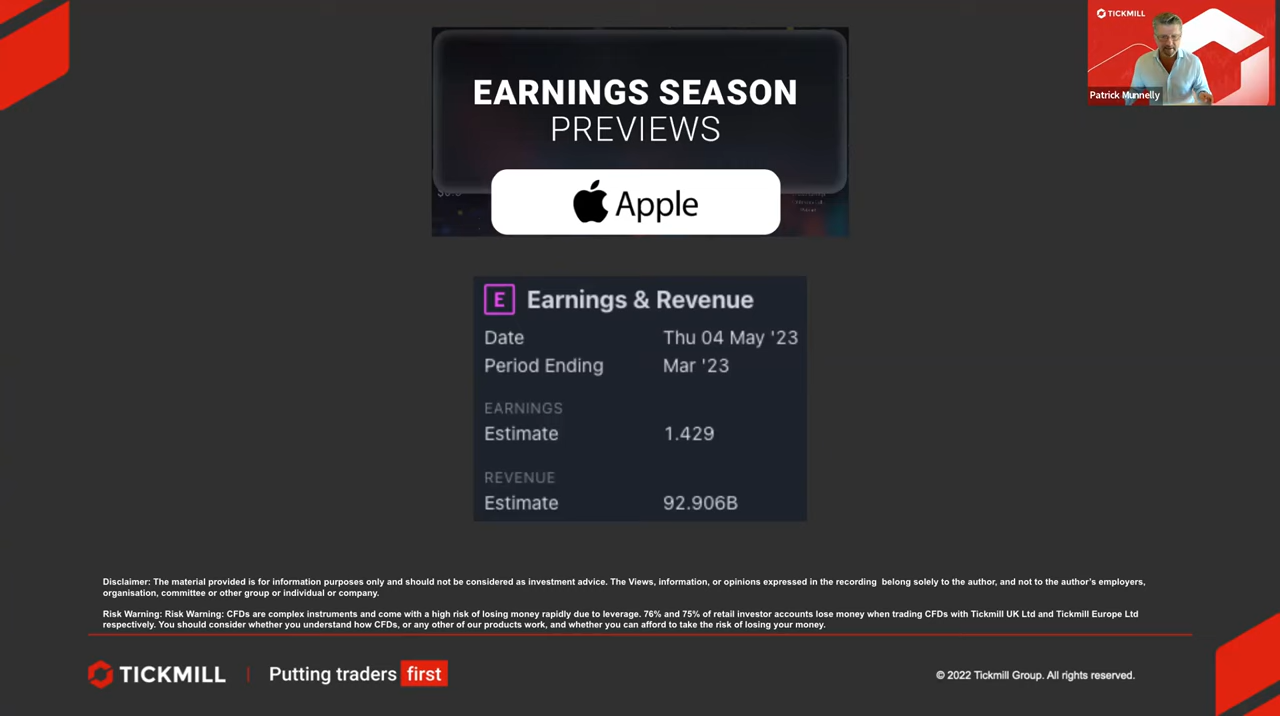 EARNINGS SEASON
PREVIEWS
Apple
TICKMILL
Patrick Munnelly
E Earnings & Revenue
Date Thu 04 May '23
Period Ending Mar '23
EARNINGS
Estimate 1.429
REVENUE
Estimate 92.906B
Disclaimer: The material provided is for information purposes only and should not be considered as investment advice. The Views, information, or opinions expressed in the recording belong solely to the author, and not to the author's employers,
organisation, committee or other group or individual or company.
Risk Warning: Risk Warning: CFDs are complex instruments and come with a high risk of losing money rapidly due to leverage. 76% and 75% of retail investor accounts lose money when trading CFDs with Tickmill UK Ltd and Tickmill Europe Ltd
respectively. You should consider whether you understand how CFDs, or any other of our products work, and whether you can afford to take the risk of losing your money.
TICKMILL | Putting traders first
© 2022 Tickmill Group. All rights reserved.